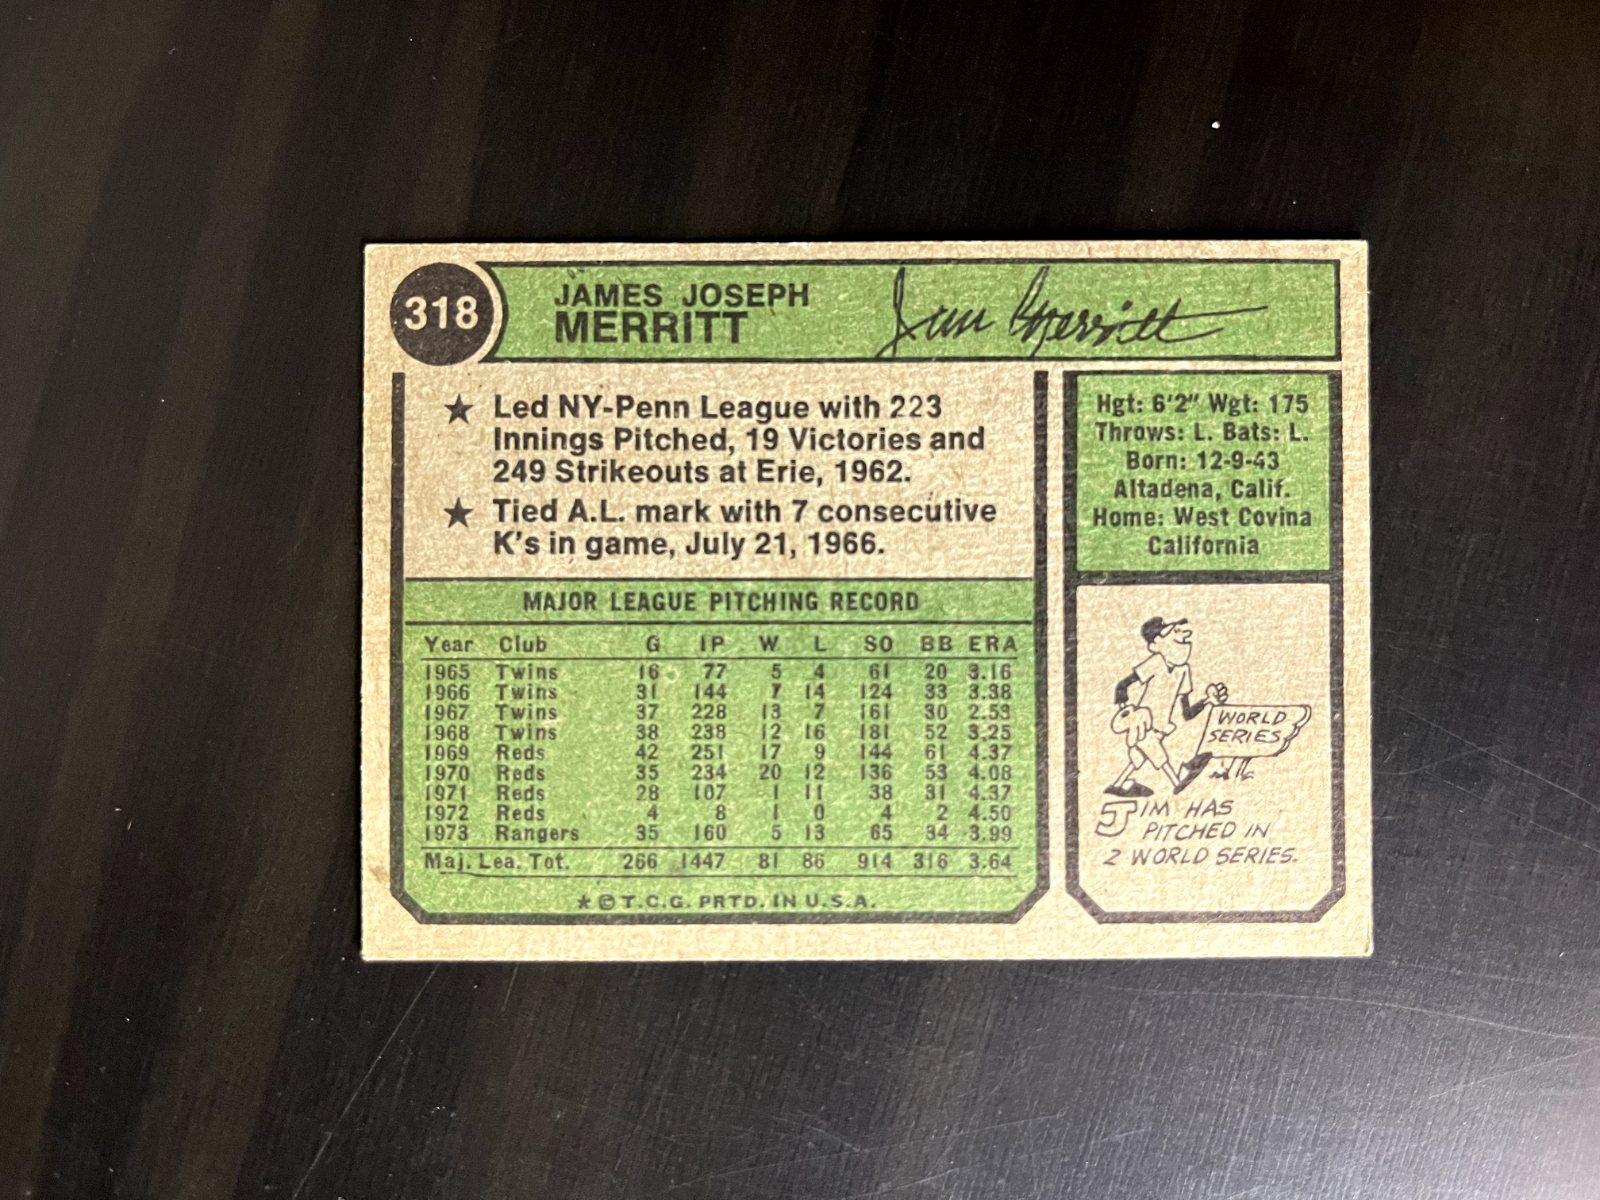 318
JAMES JOSEPH
MERRITT
Jim Merritt
★ Led NY-Penn League with 223
Innings Pitched, 19 Victories and
249 Strikeouts at Erie, 1962.
★ Tied A.L. mark with 7 consecutive
K's in game, July 21, 1966.
MAJOR LEAGUE PITCHING RECORD
Year Club G IP W L SO BB ERA
1965 Twins 16 77 5 4 61 20 3.16
1966 Twins 31 144 7 14 124 33 3.38
1967 Twins 37 228 13 7 161 30 2.53
1968 Twins 38 238 12 16 181 52 3.25
1969 Reds 42 251 17 9 144 61 4.37
1970 Reds 35 234 20 12 136 53 4.08
1971 Reds 28 107 1 11 38 31 4.37
1972 Reds 4 8 1 0 4 2 4.50
1973 Rangers 35 160 5 13 65 34 3.99
Maj. Lea. Tot. 266 1447 81 86 914 316 3.64
★ © T.C.G. PRTD. IN U.S.A.
Hgt: 6'2" Wgt: 175
Throws: L. Bats: L.
Born: 12-9-43
Altadena, Calif.
Home: West Covina
California
WORLD
SERIES
JIM HAS
PITCHED IN
2 WORLD SERIES.